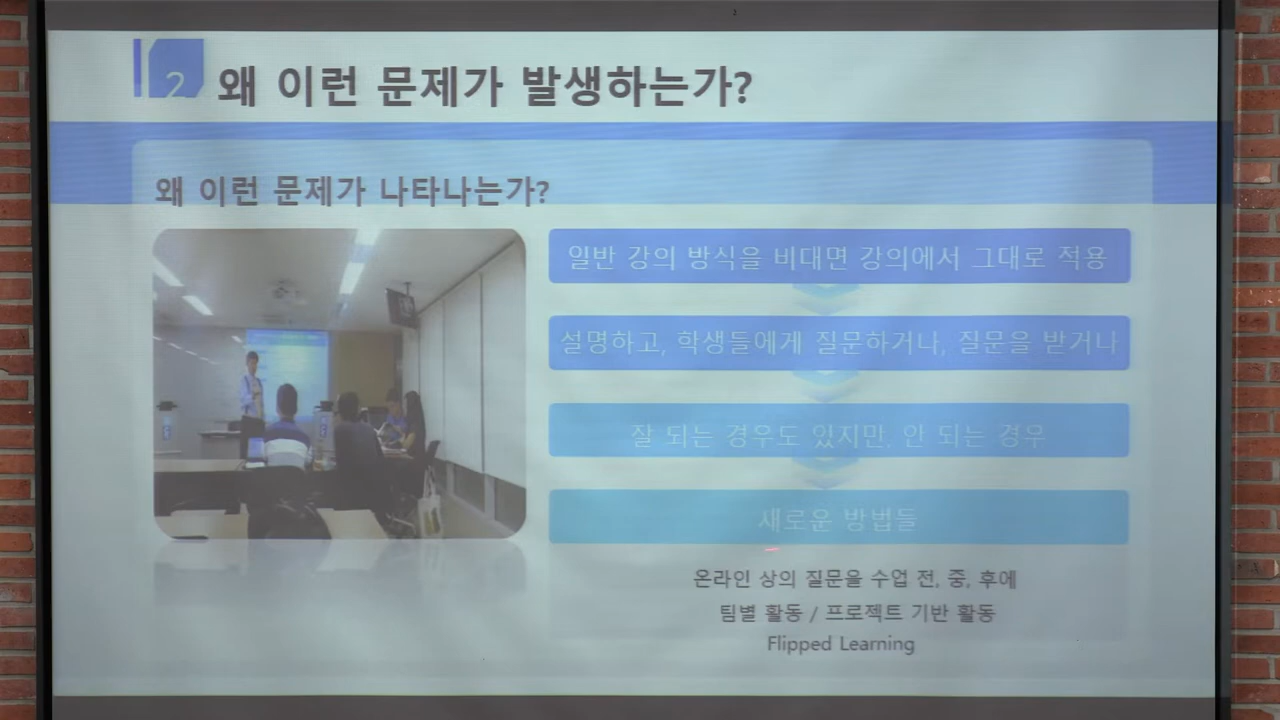 2
왜 이런 문제가 발생하는가?
왜 이런 문제가 나타나는가?
일반 강의 방식을 비대면 강의에서 그대로 적용
설명하고, 학생들에게 질문하거나, 질문을 받거나
잘 되는 경우도 있지만, 안 되는 경우
새로운 방법들
온라인 상의 질문을 수업 전, 중, 후에
팀별 활동 / 프로젝트 기반 활동
Flipped Learning